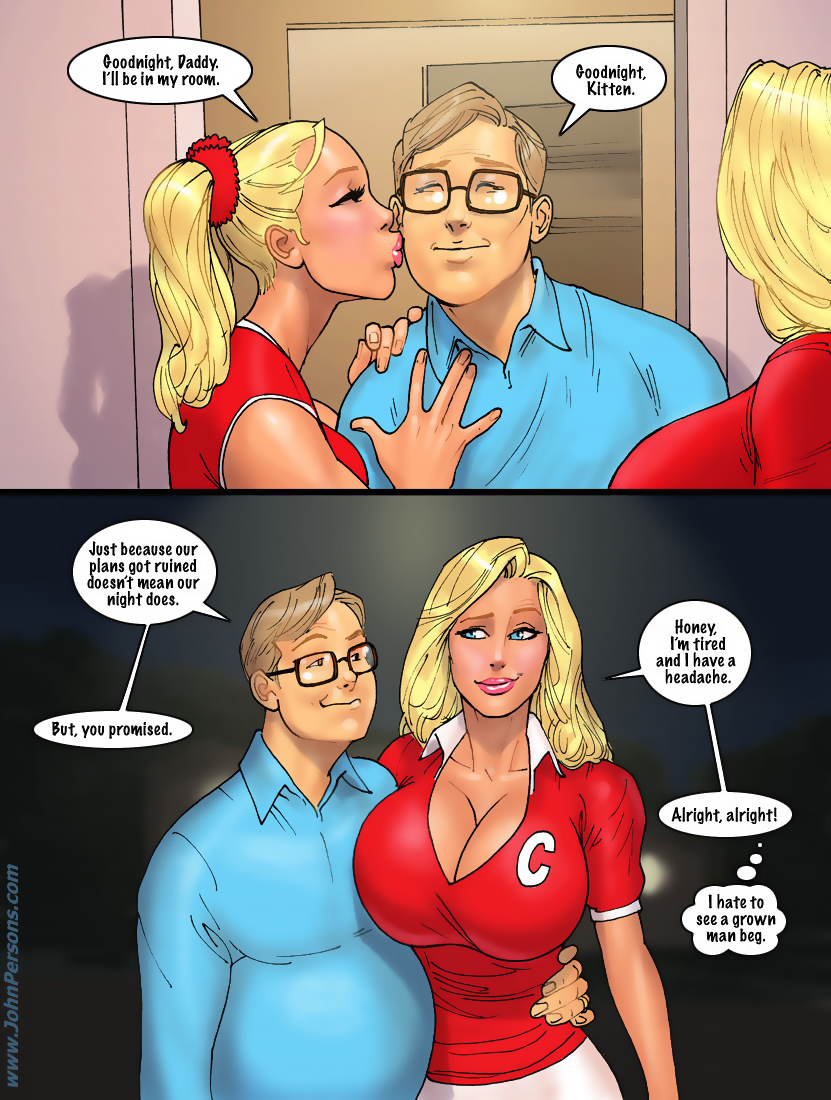 Goodnight, Daddy.
I'll be in my room.
Goodnight,
Kitten.
Just because our
plans got ruined
doesn't mean our
night does.
But, you promised.
Honey,
I'm tired
and I have a
headache.
Alright, alright!
I hate to
see a grown
man beg.
C
www.JohnPersons.com